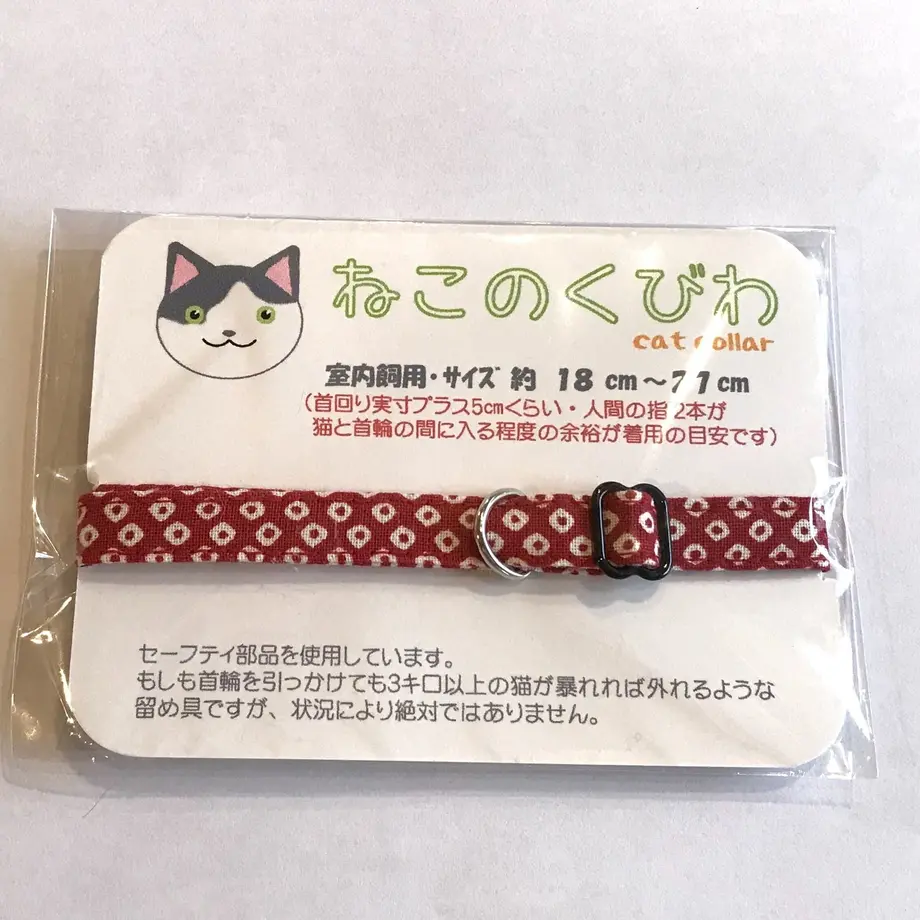 ねこのくびわ
cat collar
室内飼用・サイズ 約 18 cm～ cm
（首回り実寸プラス5cmくらい・人間の指2本が
猫と首輪の間に入る程度の余裕が着用の目安です）
セーフティ部品を使用しています。
もしも首輪を引っかけても3キロ以上の猫が暴れれば外れるような
留め具ですが、状況により絶対ではありません。